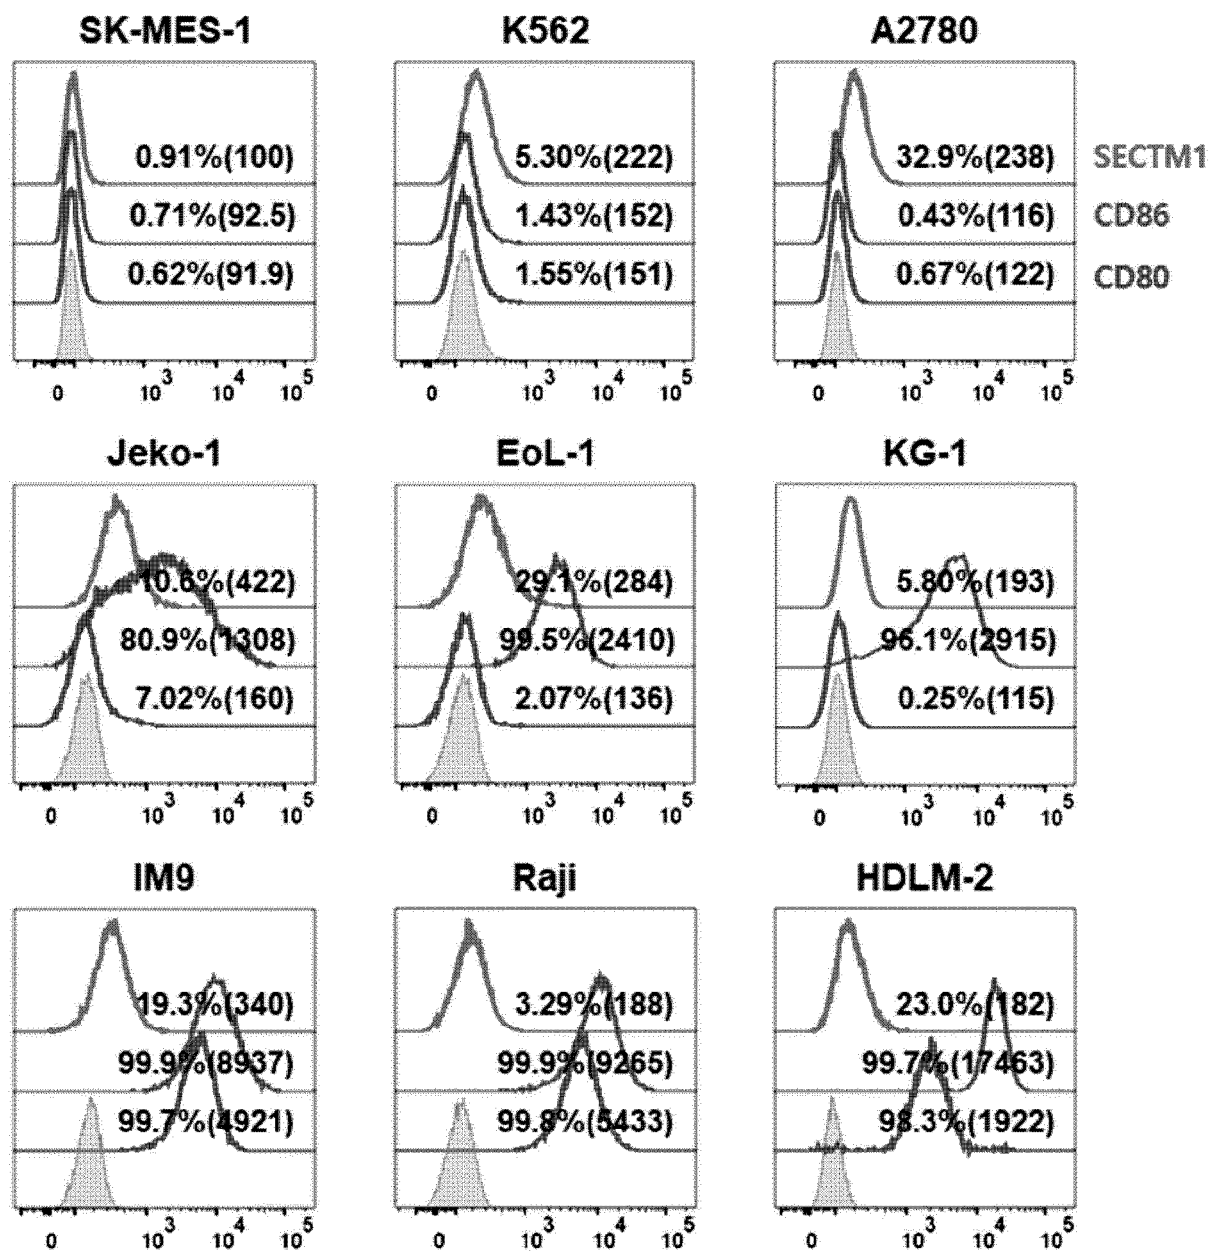 SK-MES-1 K562 A2780
0.91%(100) 5.30%(222) 32.9%(238) SECTM1
0.71%(92.5) 1.43%(152) 0.43%(116) CD86
0.62%(91.9) 1.55%(151) 0.67%(122) CD80
0 10³ 10⁴ 10⁵ 0 10³ 10⁴ 10⁵ 0 10³ 10⁴ 10⁵
Jeko-1 EoL-1 KG-1
10.6%(422) 29.1%(284) 5.80%(193)
80.9%(1308) 99.5%(2410) 96.1%(2915)
7.02%(160) 2.07%(136) 0.25%(115)
0 10³ 10⁴ 10⁵ 0 10³ 10⁴ 10⁵ 0 10³ 10⁴ 10⁵
IM9 Raji HDLM-2
19.3%(340) 3.29%(188) 23.0%(182)
99.9%(8937) 99.9%(9265) 99.7%(17463)
99.7%(4921) 99.8%(5433) 98.3%(1922)
0 10³ 10⁴ 10⁵ 0 10³ 10⁴ 10⁵ 0 10³ 10⁴ 10⁵